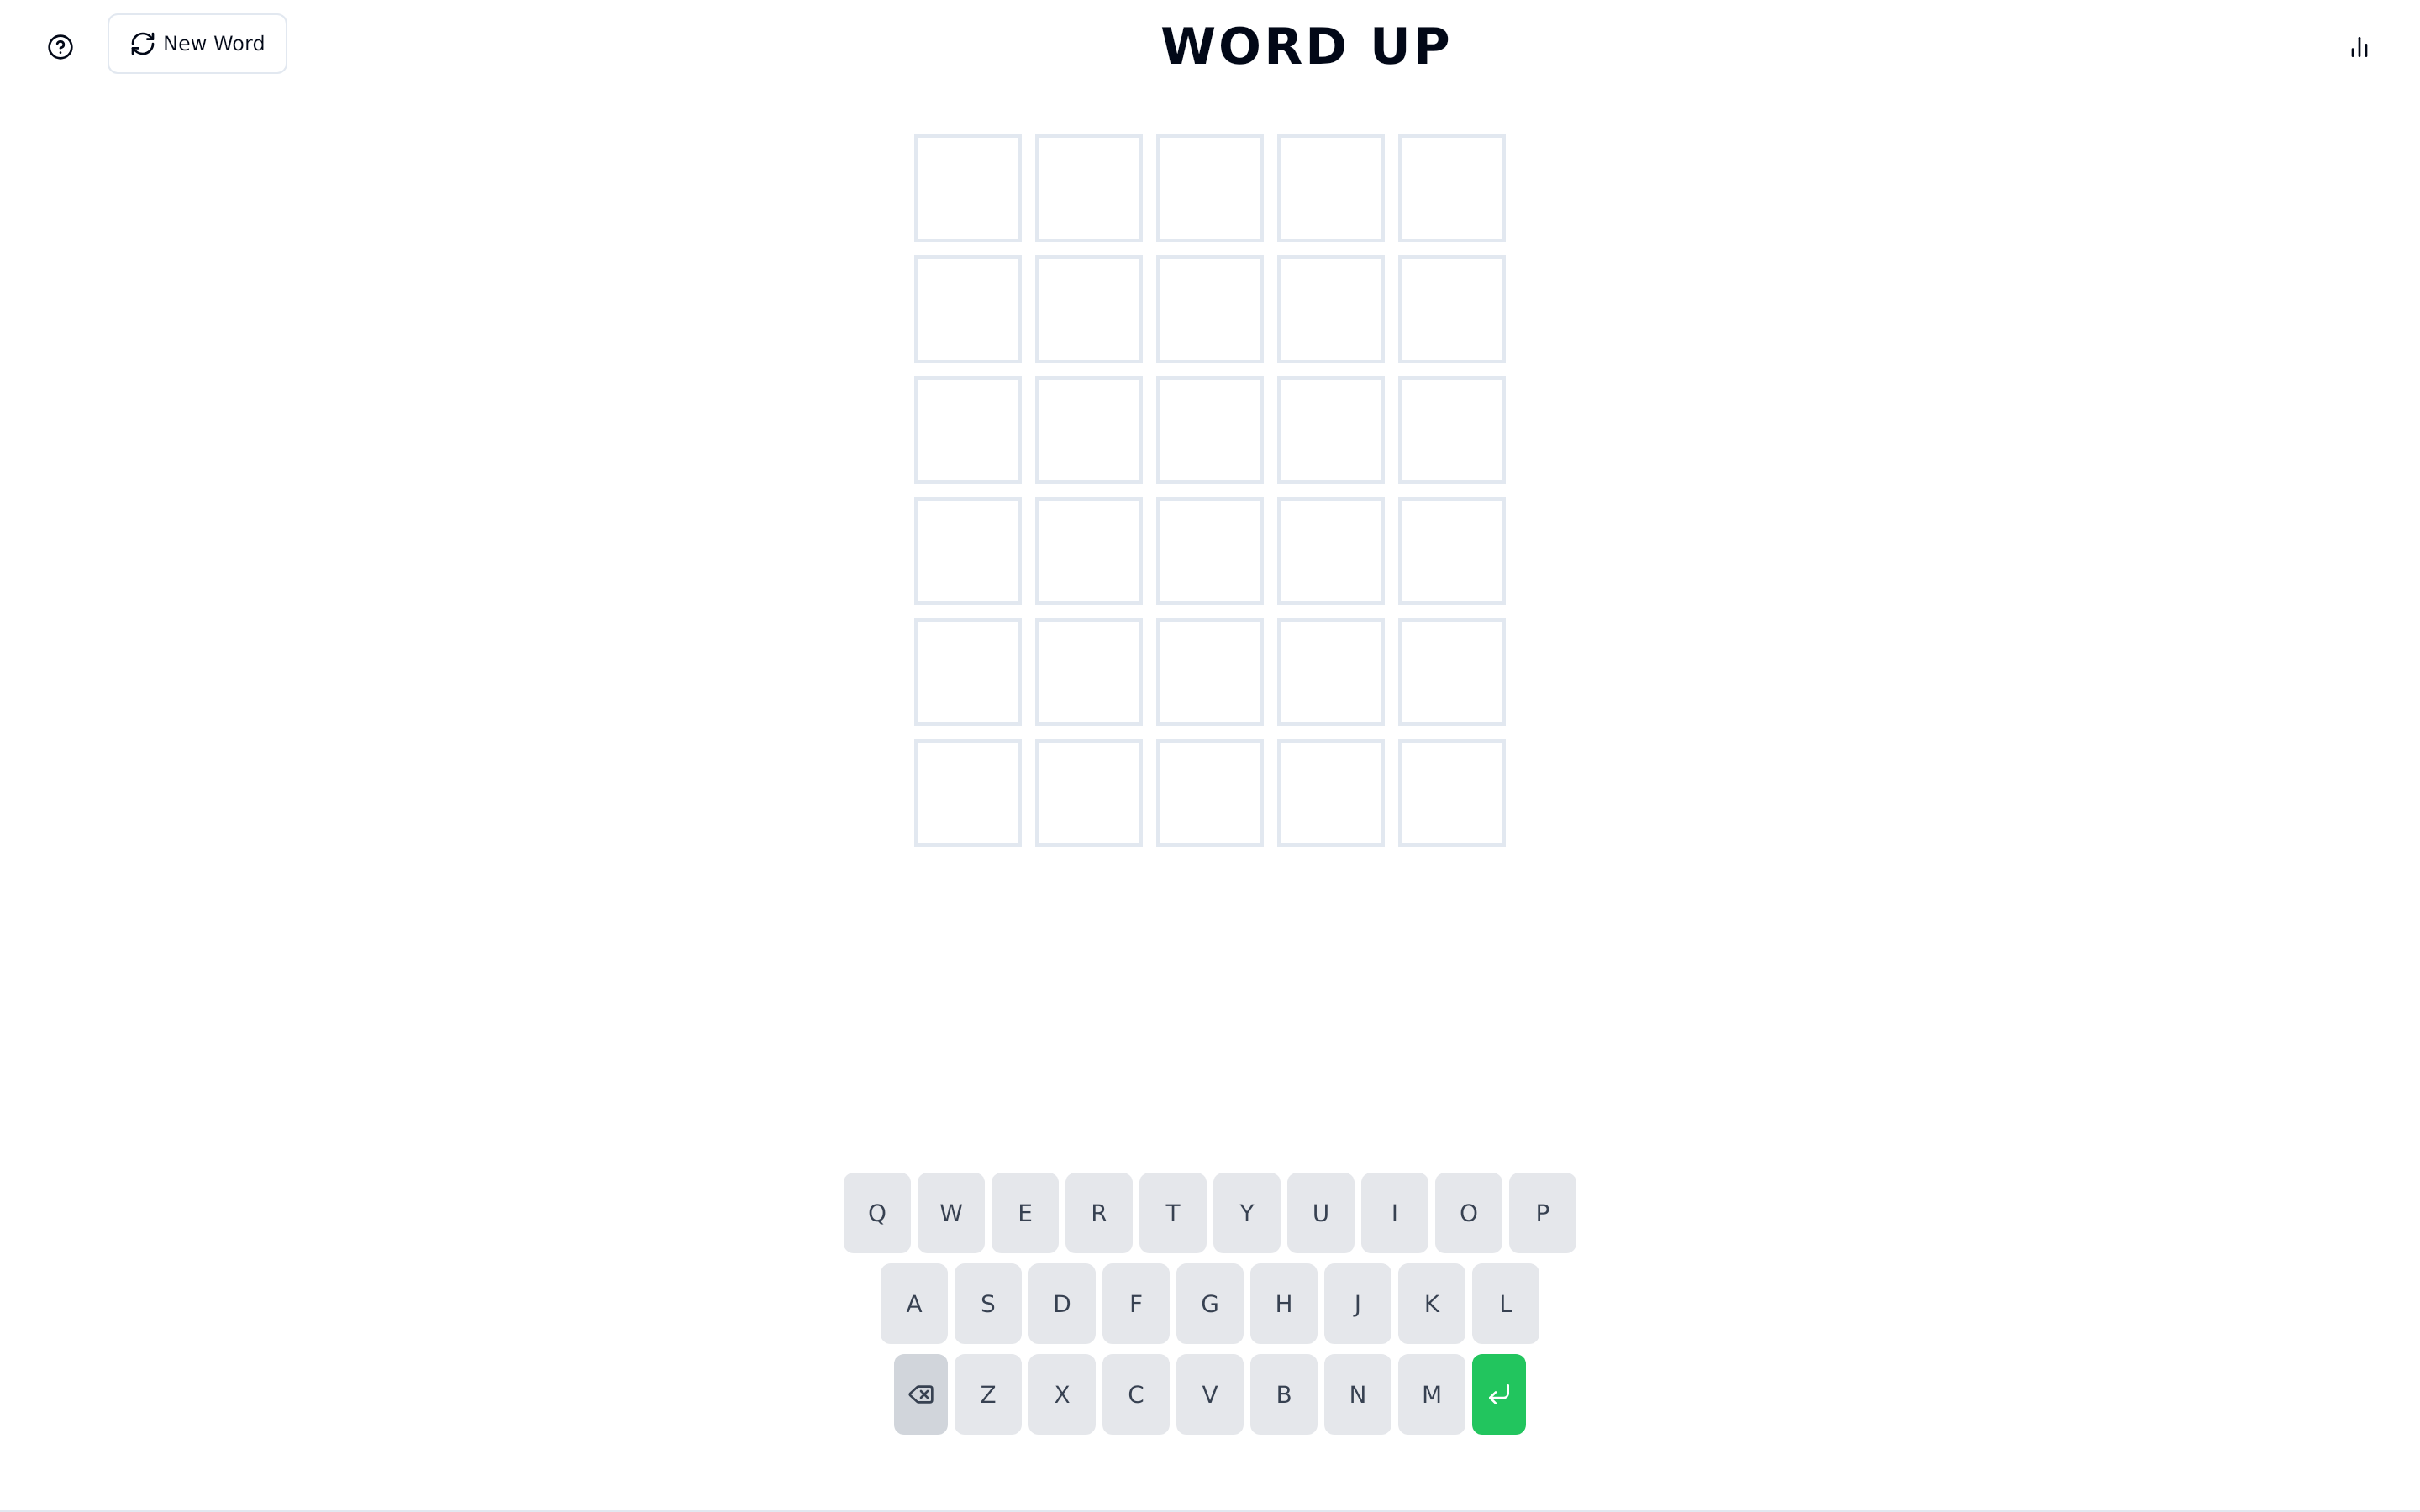 New Word
WORD UP
Q W E R T Y U I O P
A S D F G H J K L
Z X C V B N M